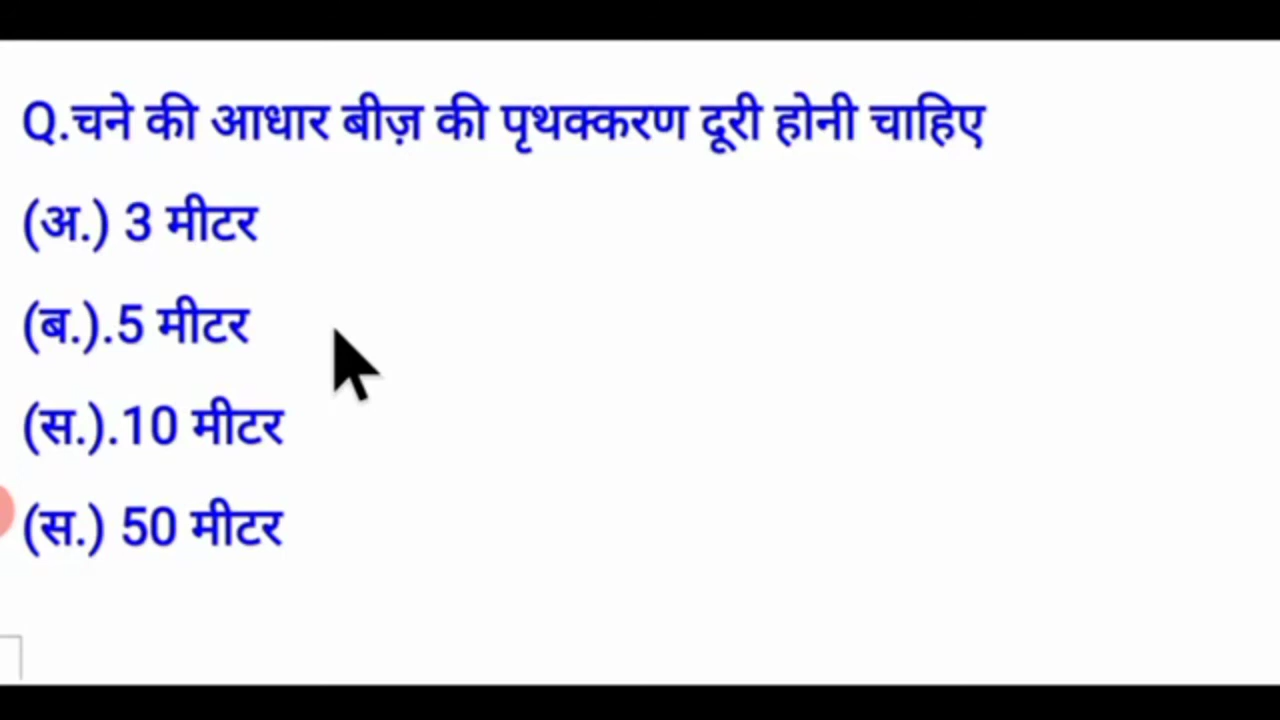 Q.चने की आधार बीज़ की पृथक्करण दूरी होनी चाहिए
(अ.) 3 मीटर
(ब.).5 मीटर
(स.).10 मीटर
(स.) 50 मीटर